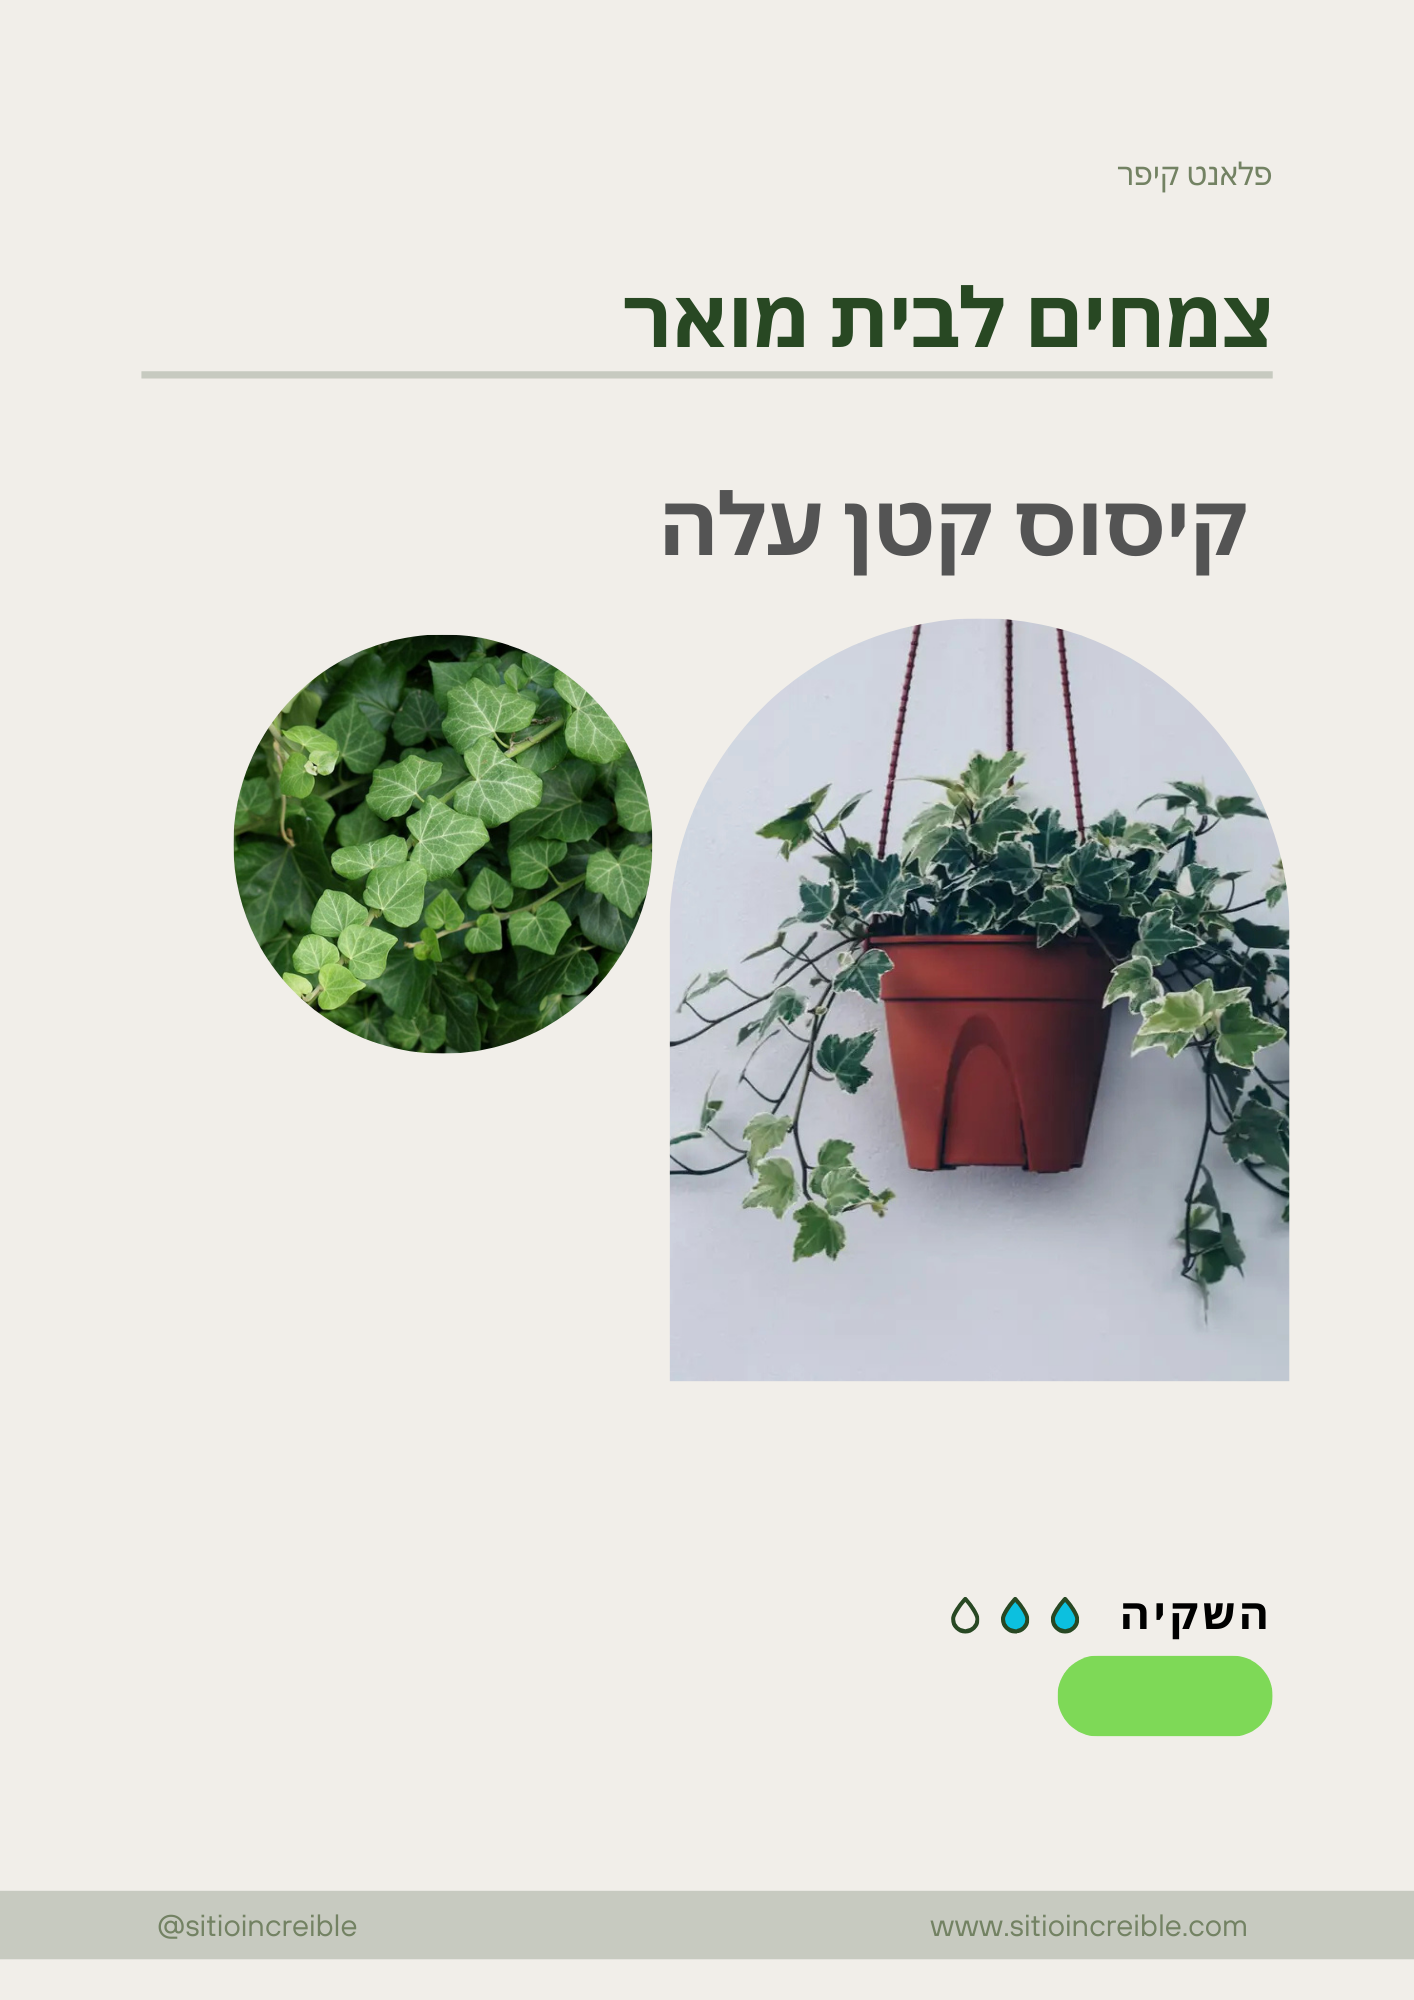 פלאנט קיפר
צמחים לבית מואר
קיסוס קטן עלה
השקיה
@sitioincreible
www.sitioincreible.com